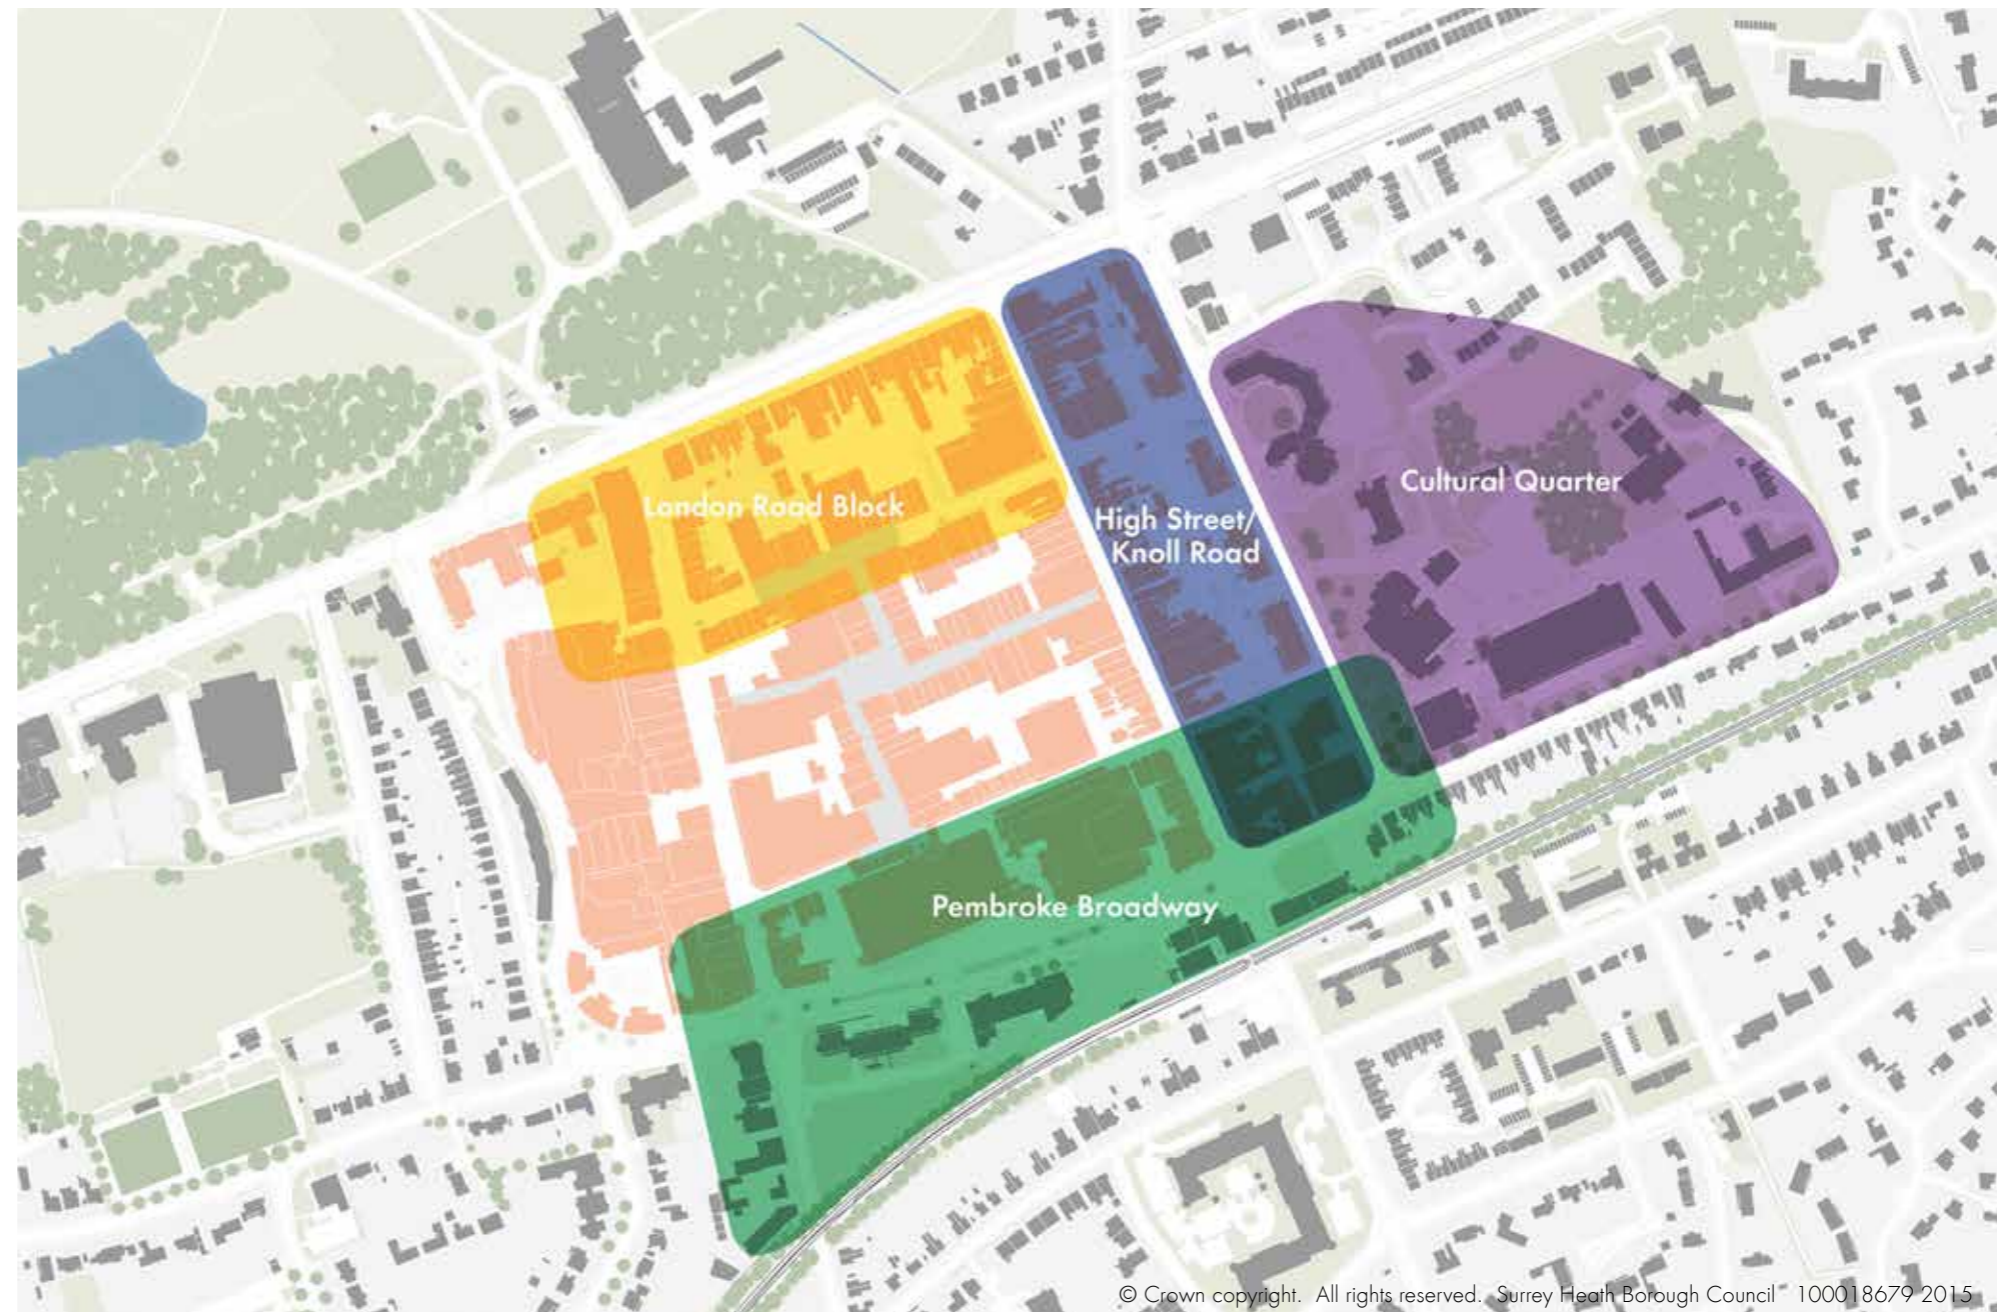 London Road Block
High Street/
Knoll Road
Cultural Quarter
Pembroke Broadway
© Crown copyright. All rights reserved. Surrey Heath Borough Council 100018679 2015